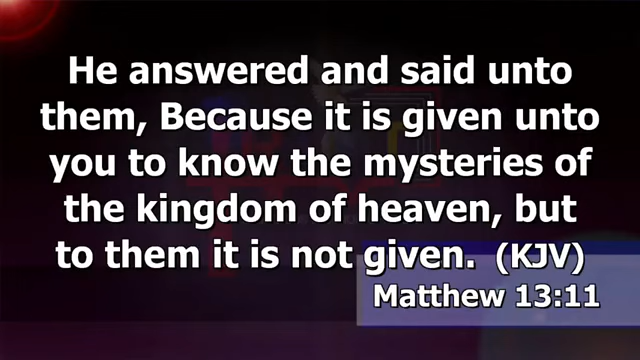 He answered and said unto
them, Because it is given unto
you to know the mysteries of
the kingdom of heaven, but
to them it is not given. (KJV)
Matthew 13:11